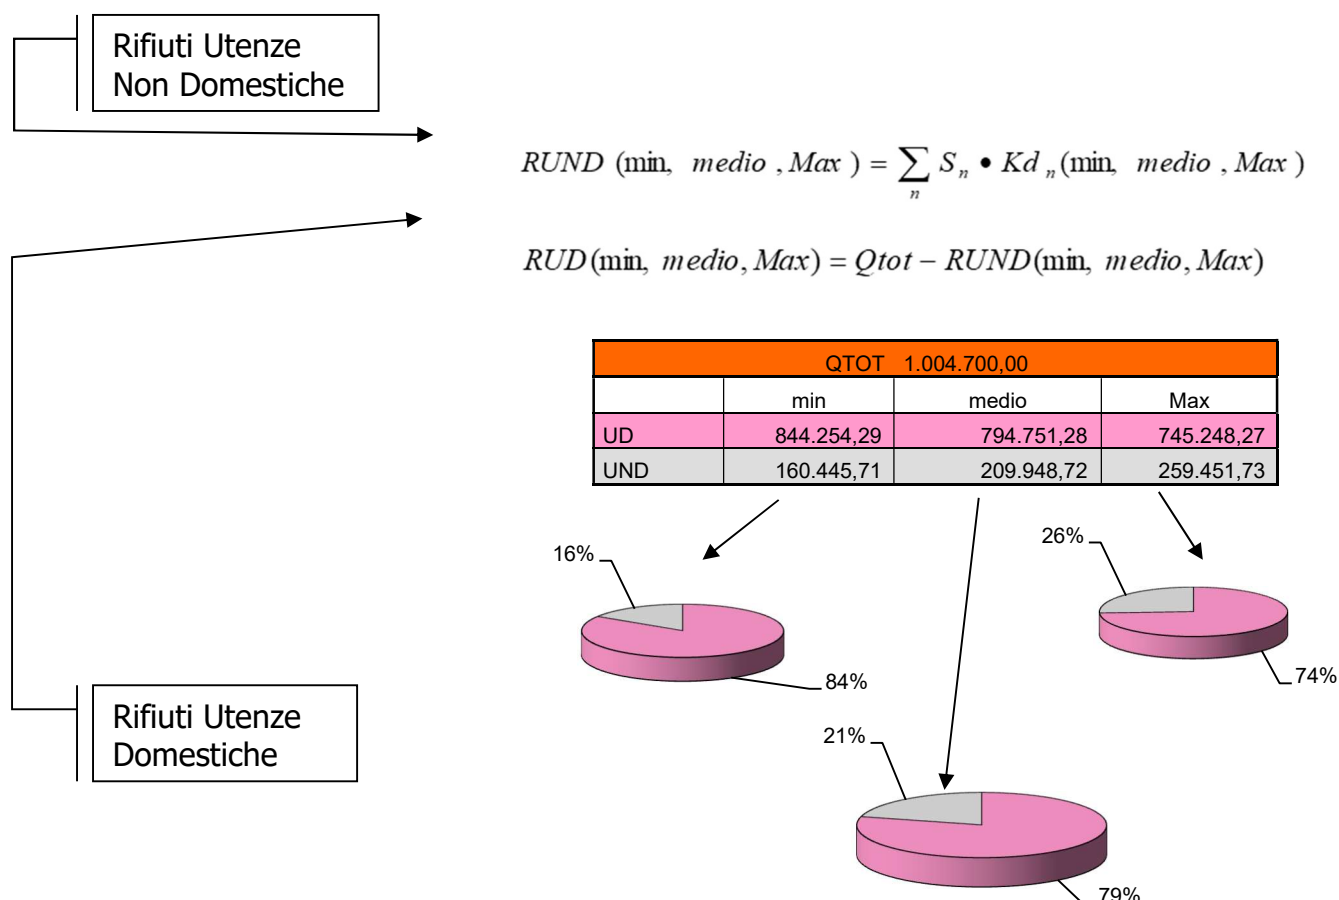 Rifiuti Utenze
Non Domestiche
RUND (min, medio , Max ) = ∑ₙ Sₙ • Kd ₙ(min, medio , Max )
RUD(min, medio, Max) = Qtot − RUND(min, medio, Max)
QTOT 1.004.700,00
min medio Max
UD 844.254,29 794.751,28 745.248,27
UND 160.445,71 209.948,72 259.451,73
16%
84%
26%
74%
21%
79%
Rifiuti Utenze
Domestiche